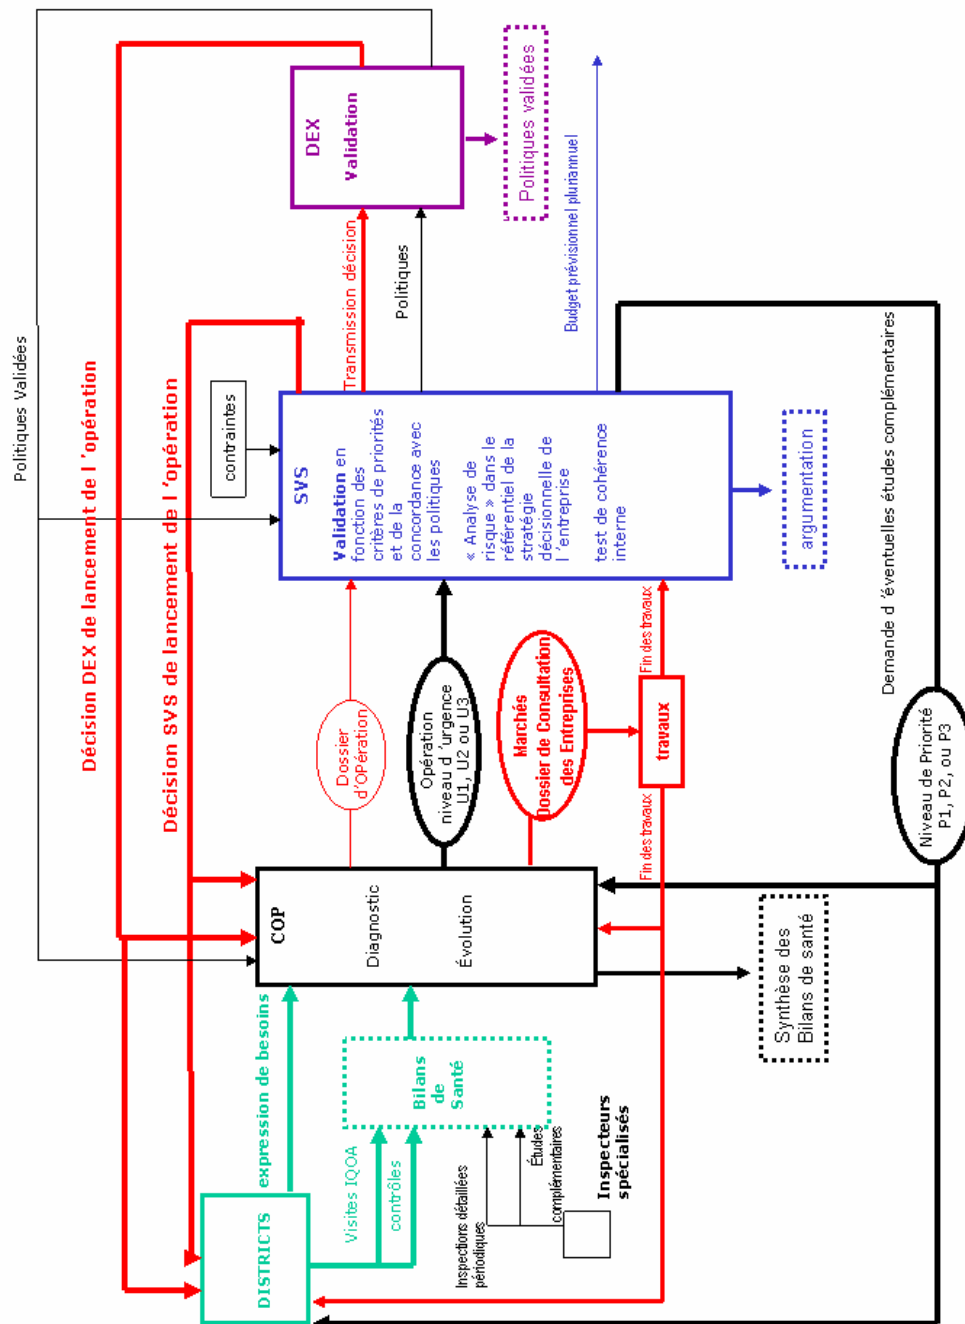 Politiques Validées
Décision DEX de lancement de l 'opération
Décision SVS de lancement de l 'opération
DISTRICTS
expression de besoins
Visites IQOA
contrôles
Bilans
de
Santé
Inspections détaillées
périodiques
Études
complémentaires
Inspecteurs
spécialisés
COP
Diagnostic
Évolution
Synthèse des
Bilans de santé
Dossier
d'OPération
Opération
niveau d 'urgence
U1, U2 ou U3
Marchés
Dossier de Consultation
des Entreprises
Fin des travaux
travaux
Fin des travaux
Niveau de Priorité
P1, P2, ou P3
contraintes
SVS
Validation en
fonction des
critères de priorités
et de la
concordance avec
les politiques
« Analyse de
risque » dans le
référentiel de la
stratégie
décisionnelle de
l 'entreprise
test de cohérence
interne
argumentation
Demande d 'éventuelles études complémentaires
Transmission décision
Politiques
Budget prévisionnel pluriannuel
DEX
Validation
Politiques validées